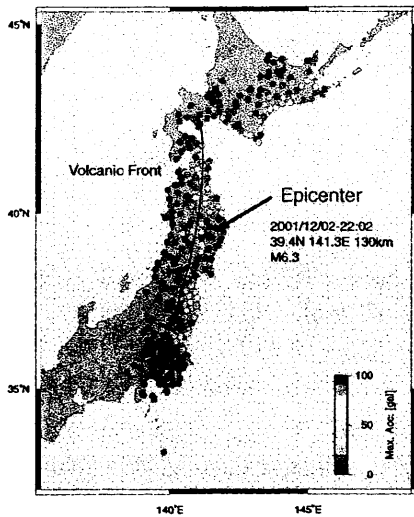 45°N
Volcanic Front
Epicenter
40°N
2001/12/02-22:02
39.4N 141.3E 130km
M6.3
35°N
100
50
0
Max. Acc. [gal]
140°E
145°E